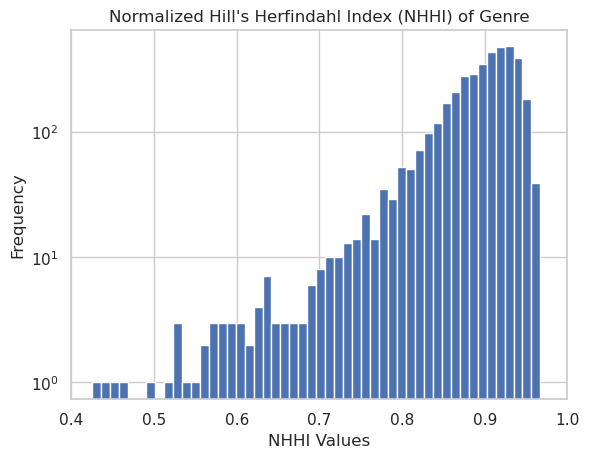 Normalized Hill's Herfindahl Index (NHHI) of Genre
Frequency
10²
10¹
10⁰
0.4 0.5 0.6 0.7 0.8 0.9 1.0
NHHI Values